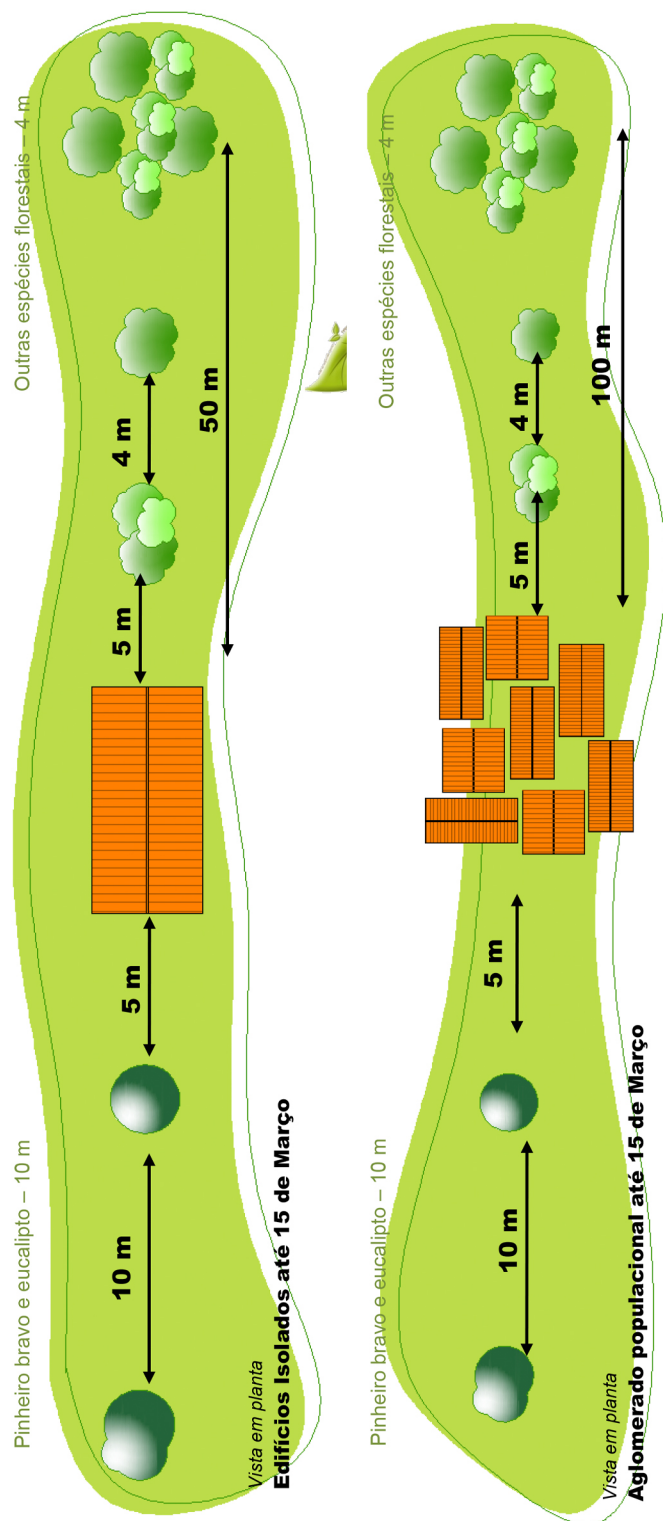 Pinheiro bravo e eucalipto – 10 m
Outras espécies florestais – 4 m
10 m
5 m
5 m
4 m
50 m
Vista em planta
Edifícios Isolados até 15 de Março
Pinheiro bravo e eucalipto – 10 m
Outras espécies florestais – 4 m
10 m
5 m
5 m
4 m
100 m
Vista em planta
Aglomerado populacional até 15 de Março